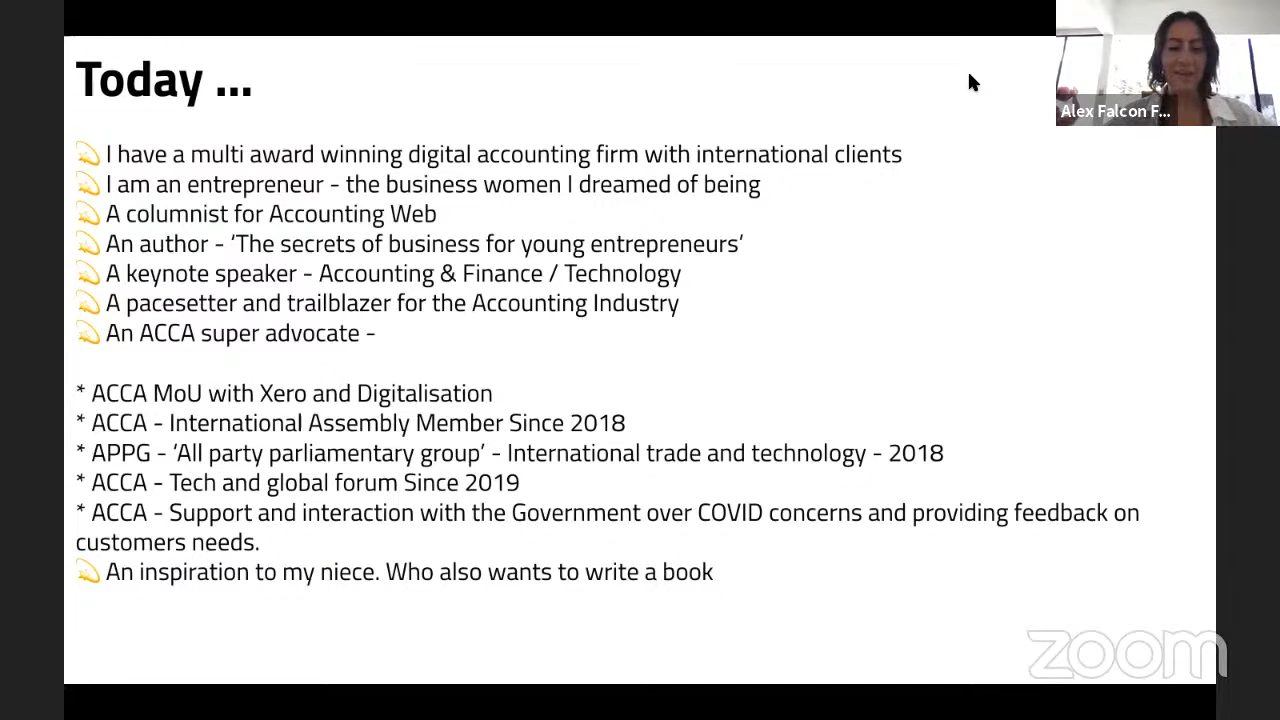 Today ...
Alex Falcon F...
💫 I have a multi award winning digital accounting firm with international clients
💫 I am an entrepreneur - the business women I dreamed of being
💫 A columnist for Accounting Web
💫 An author - ‘The secrets of business for young entrepreneurs’
💫 A keynote speaker - Accounting & Finance / Technology
💫 A pacesetter and trailblazer for the Accounting Industry
💫 An ACCA super advocate -
* ACCA MoU with Xero and Digitalisation
* ACCA - International Assembly Member Since 2018
* APPG - ‘All party parliamentary group’ - International trade and technology - 2018
* ACCA - Tech and global forum Since 2019
* ACCA - Support and interaction with the Government over COVID concerns and providing feedback on
customers needs.
💫 An inspiration to my niece. Who also wants to write a book
zoom